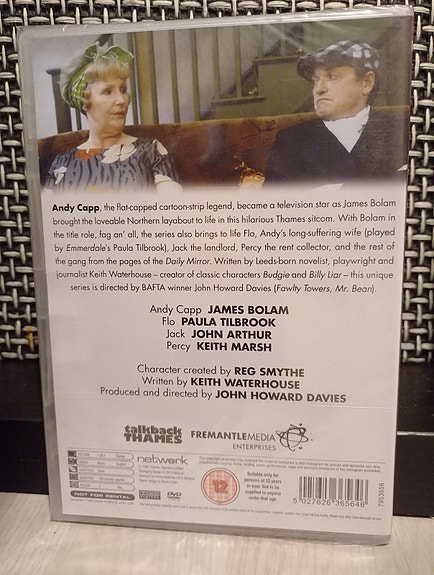 Andy Capp, the flat-capped cartoon-strip legend, became a television star as James Bolam
brought the loveable Northern layabout to life in this hilarious Thames sitcom. With Bolam in
the title role, fag an' all, the series also brings to life Flo, Andy's long-suffering wife (played
by Emmerdale's Paula Tilbrook), Jack the landlord, Percy the rent collector, and the rest of
the gang from the pages of the Daily Mirror. Written by Leeds-born novelist, playwright and
journalist Keith Waterhouse – creator of classic characters Budgie and Billy Liar – this unique
series is directed by BAFTA winner John Howard Davies (Fawlty Towers, Mr. Bean).
Andy Capp JAMES BOLAM
Flo PAULA TILBROOK
Jack JOHN ARTHUR
Percy KEITH MARSH
Character created by REG SMYTHE
Written by KEITH WATERHOUSE
Produced and directed by JOHN HOWARD DAVIES
talkback
THAMES
FREMANTLEMEDIA
ENTERPRISES
network
NOT FOR RENTAL
DVD
12
Suitable only for
persons of 12 years
or over. Not to be
supplied to anyone
under that age.
5 027626 365646
7953656